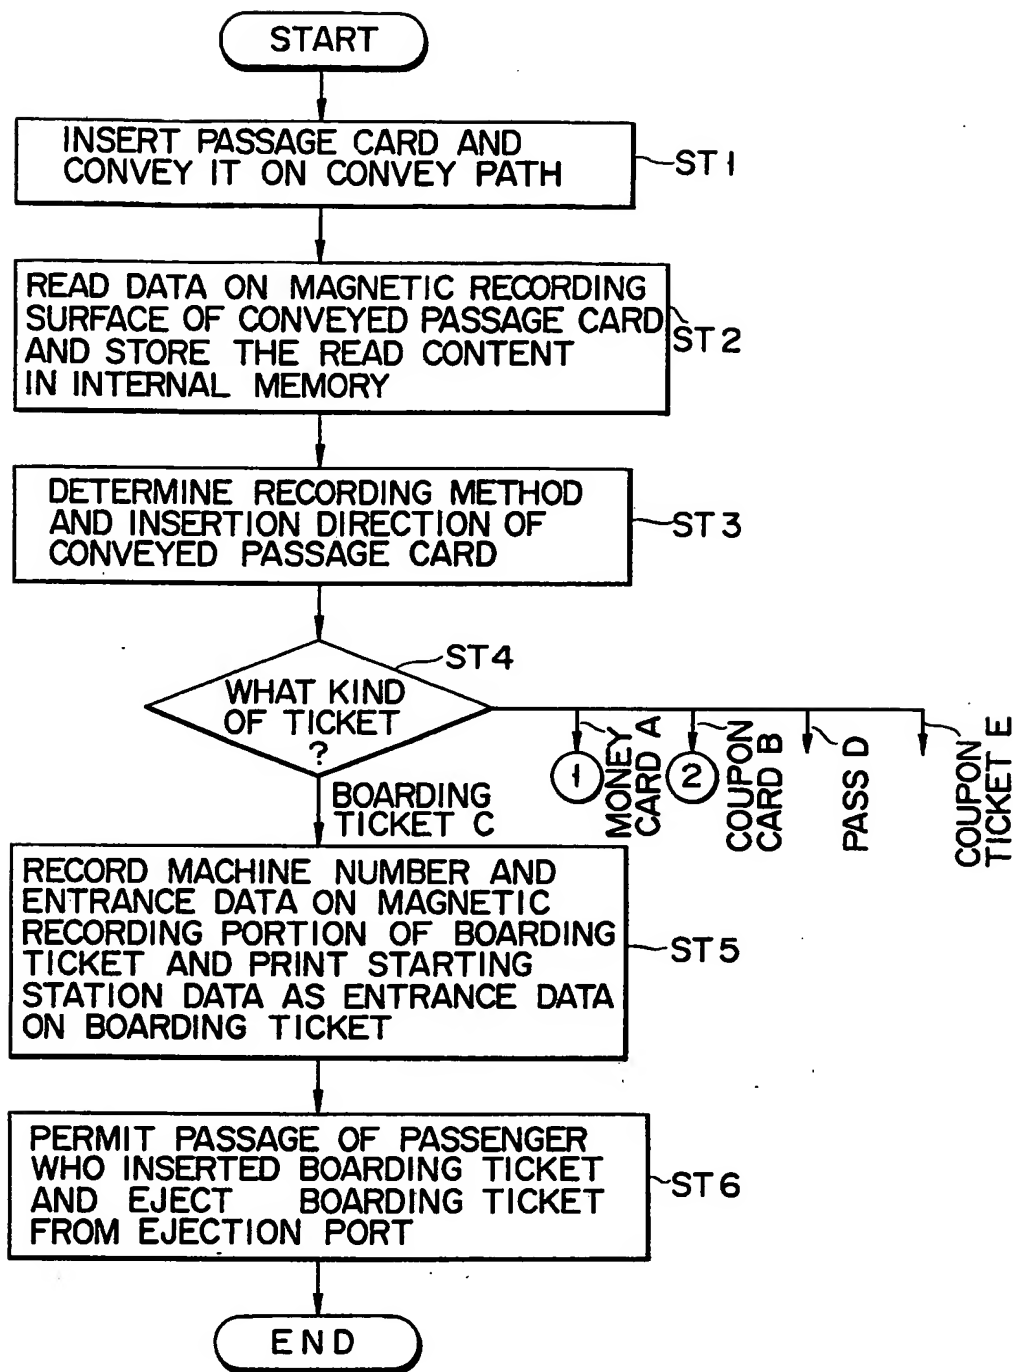 START
INSERT PASSAGE CARD AND
CONVEY IT ON CONVEY PATH
ST1
READ DATA ON MAGNETIC RECORDING
SURFACE OF CONVEYED PASSAGE CARD
AND STORE THE READ CONTENT
IN INTERNAL MEMORY
ST2
DETERMINE RECORDING METHOD
AND INSERTION DIRECTION OF
CONVEYED PASSAGE CARD
ST3
ST4
WHAT KIND
OF TICKET
?
1
MONEY
CARD A
2
COUPON
CARD B
PASS D
COUPON
TICKET E
BOARDING
TICKET C
RECORD MACHINE NUMBER AND
ENTRANCE DATA ON MAGNETIC
RECORDING PORTION OF BOARDING
TICKET AND PRINT STARTING
STATION DATA AS ENTRANCE DATA
ON BOARDING TICKET
ST5
PERMIT PASSAGE OF PASSENGER
WHO INSERTED BOARDING TICKET
AND EJECT BOARDING TICKET
FROM EJECTION PORT
ST6
END